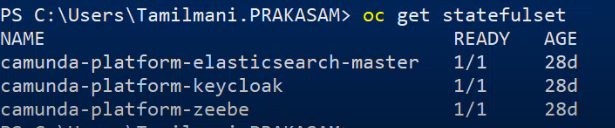 PS C:\Users\Tamilmani.PRAKASAM> oc get statefulset
NAME READY AGE
camunda-platform-elasticsearch-master 1/1 28d
camunda-platform-keycloak 1/1 28d
camunda-platform-zeebe 1/1 28d